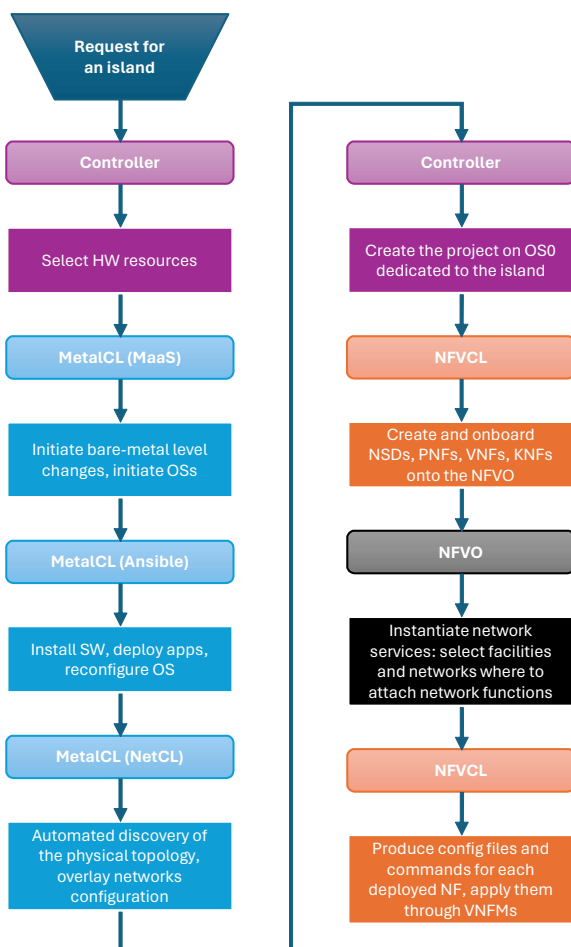 Request for
an island
Controller
Select HW resources
MetalCL (MaaS)
Initiate bare-metal level
changes, initiate OSs
MetalCL (Ansible)
Install SW, deploy apps,
reconfigure OS
MetalCL (NetCL)
Automated discovery of
the physical topology,
overlay networks
configuration
Controller
Create the project on OS0
dedicated to the island
NFVCL
Create and onboard
NSDs, PNFs, VNFs, KNFs
onto the NFVO
NFVO
Instantiate network
services: select facilities
and networks where to
attach network functions
NFVCL
Produce config files and
commands for each
deployed NF, apply them
through VNFMs